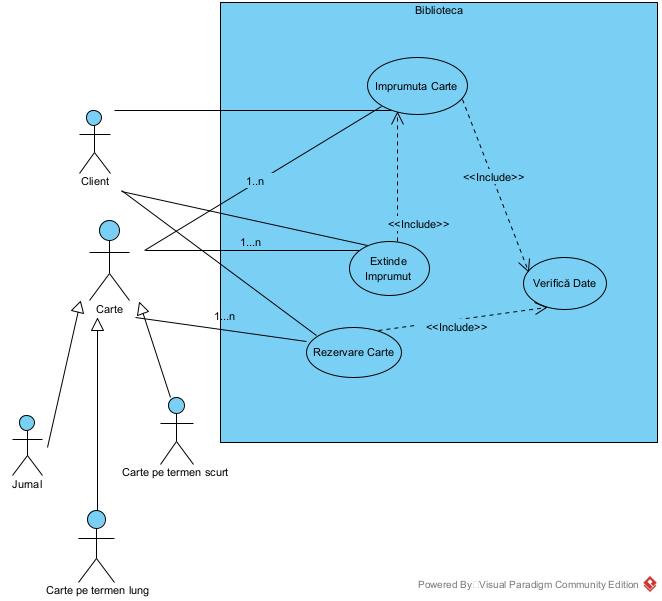 Biblioteca
Imprumuta Carte
Client
1..n
<<Include>>
<<Include>>
1..n
Extinde
Imprumut
Verifică Date
Carte
1..n
<<Include>>
Rezervare Carte
Jurnal
Carte pe termen scurt
Carte pe termen lung
Powered By Visual Paradigm Community Edition